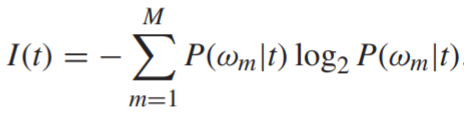 I(t) = − ∑_{m=1}^{M} P(ω_m|t) log_2 P(ω_m|t).